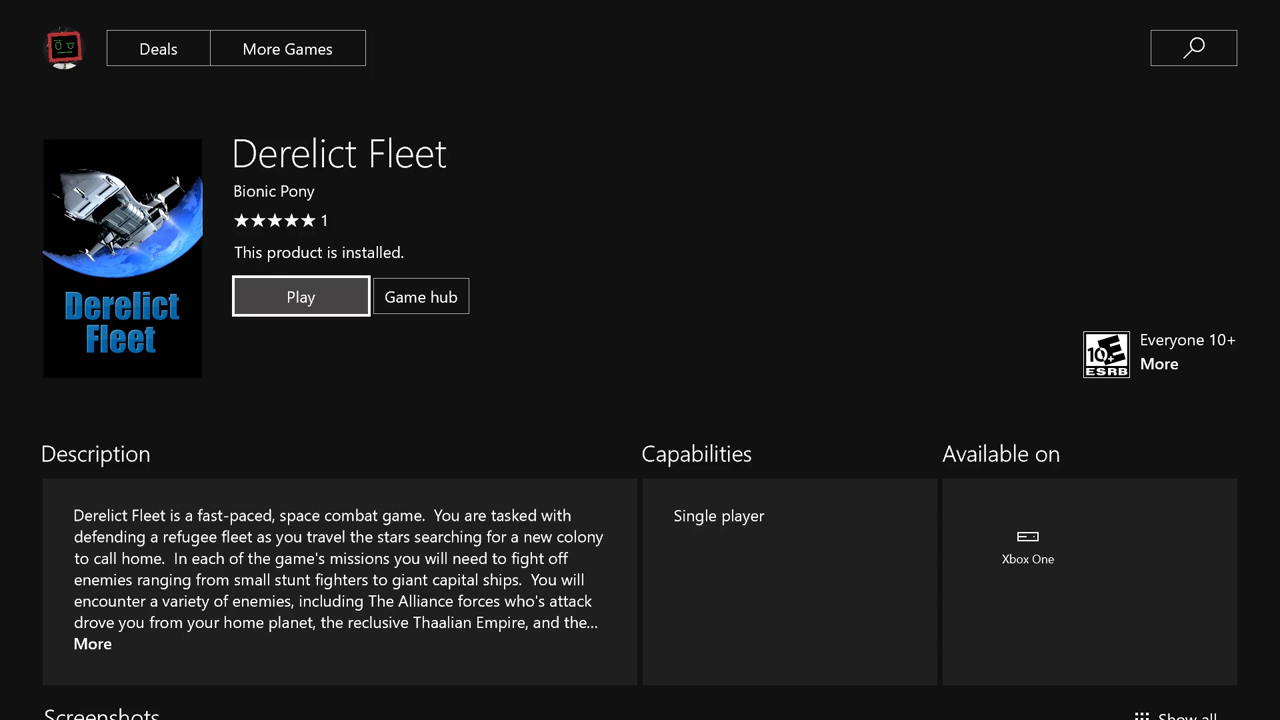 Deals
More Games
Derelict Fleet
Bionic Pony
★★★★★ 1
This product is installed.
Play
Game hub
Derelict
Fleet
10+
ESRB
Everyone 10+
More
Description
Derelict Fleet is a fast-paced, space combat game.  You are tasked with
defending a refugee fleet as you travel the stars searching for a new colony
to call home.  In each of the game's missions you will need to fight off
enemies ranging from small stunt fighters to giant capital ships.  You will
encounter a variety of enemies, including The Alliance forces who's attack
drove you from your home planet, the reclusive Thaalian Empire, and the...
More
Capabilities
Single player
Available on
Xbox One
Screenshots
Show all